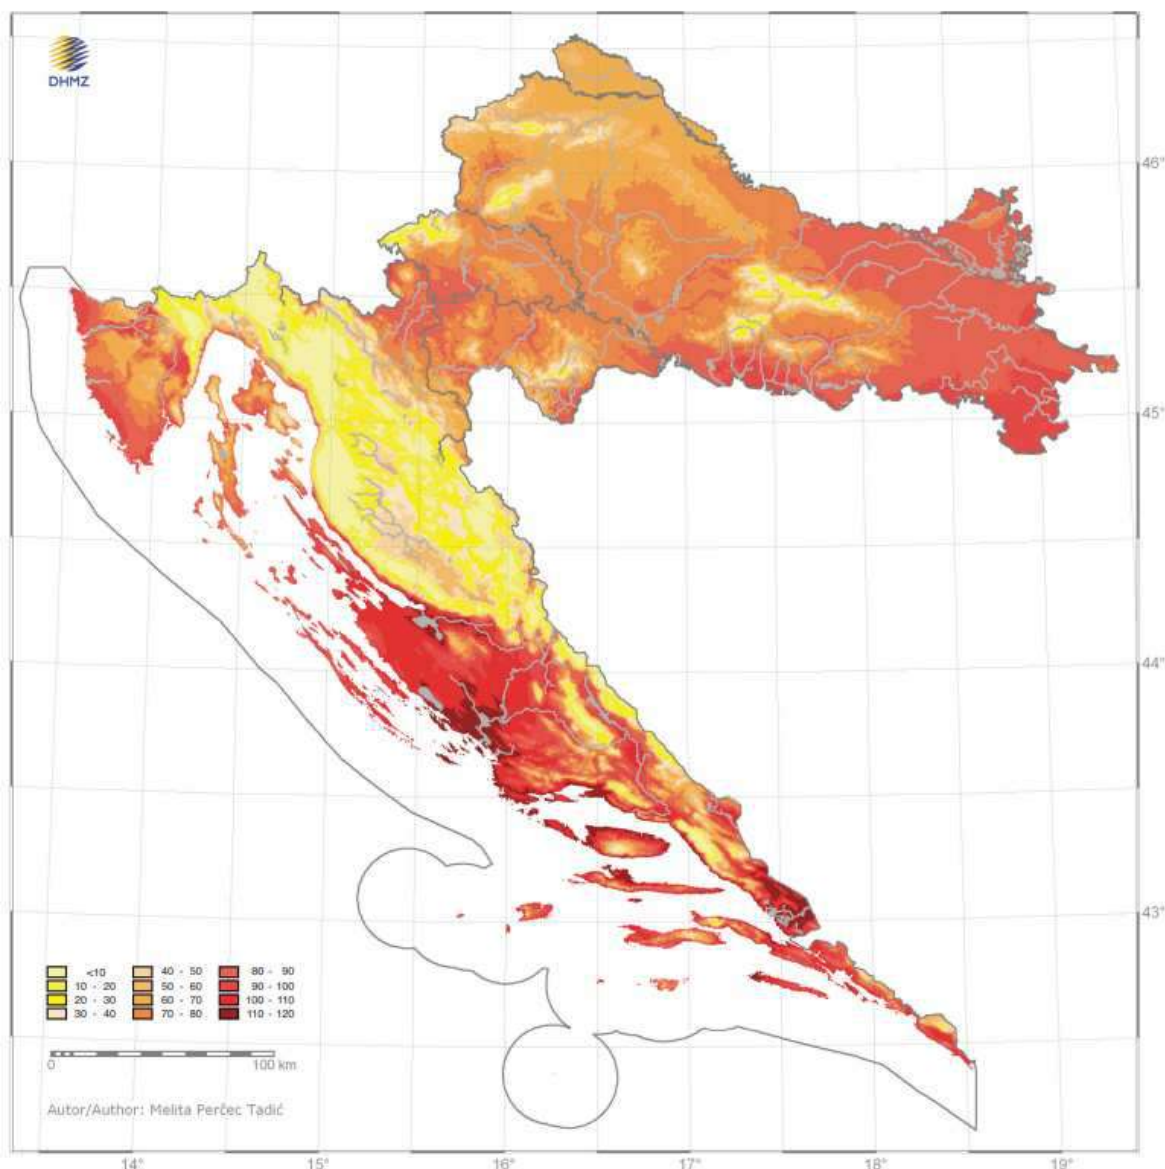 DHMZ
46°
45°
44°
43°
<10
10 - 20
20 - 30
30 - 40
40 - 50
50 - 60
60 - 70
70 - 80
80 - 90
90 - 100
100 - 110
110 - 120
0 100 km
Autor/Author: Melita Perčec Tadić
14° 15° 16° 17° 18° 19°